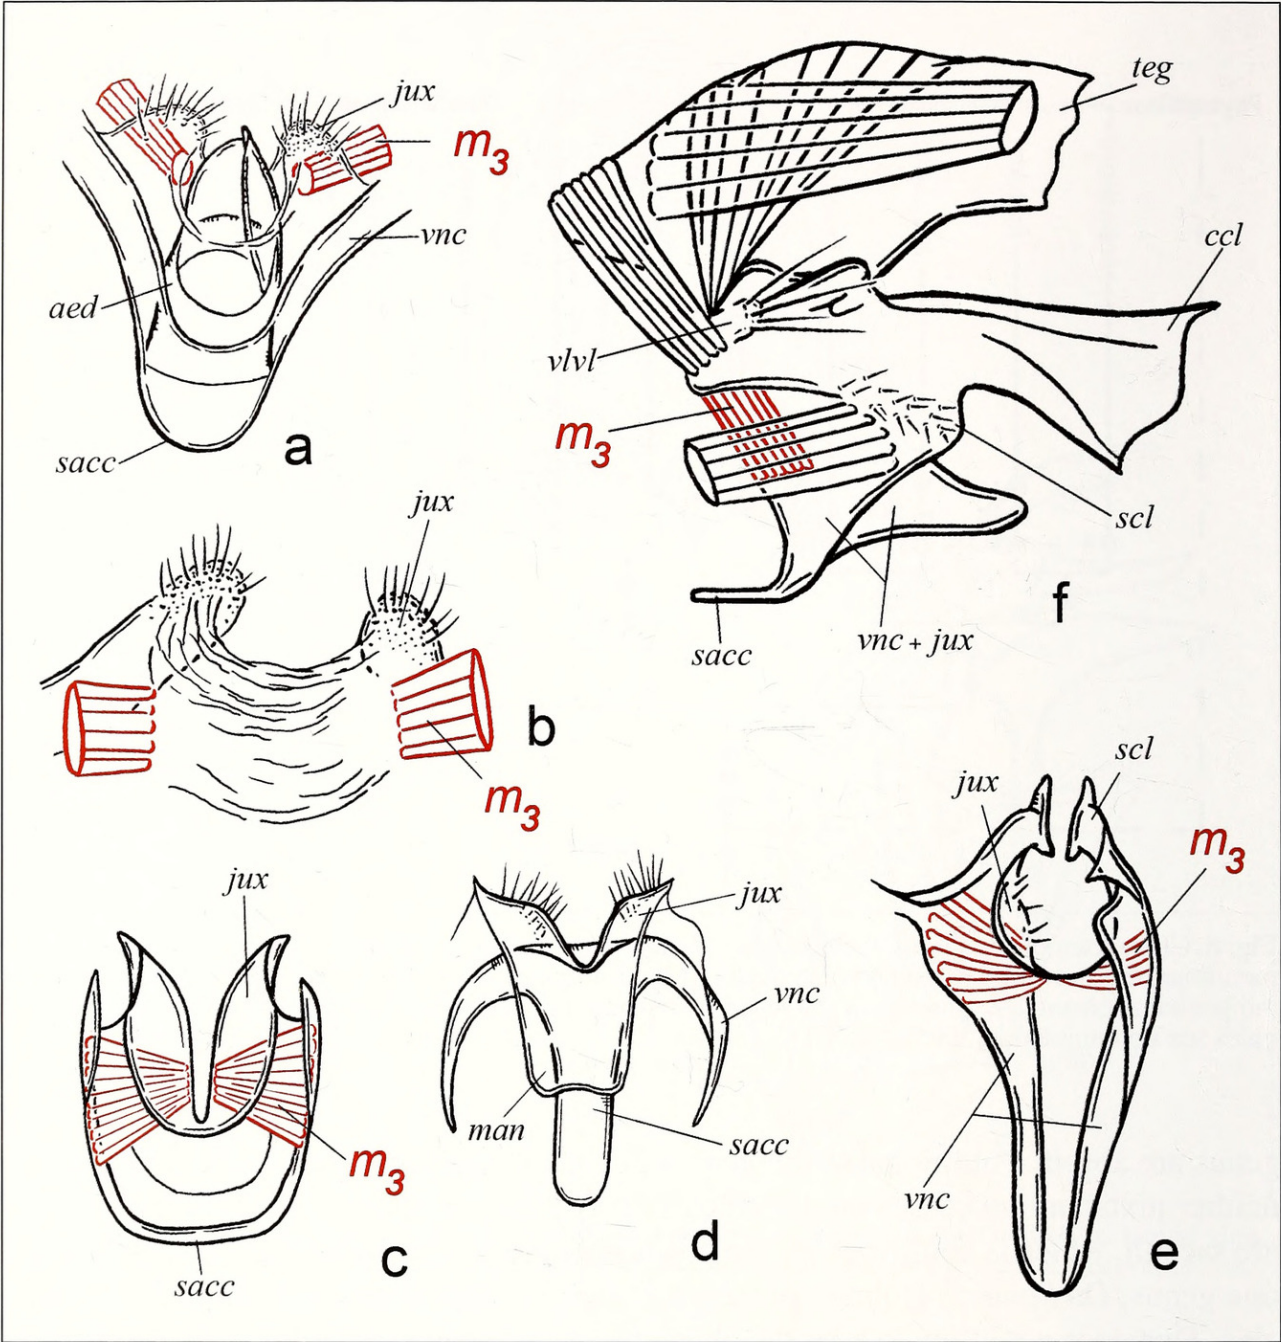 jux
m3
vnc
aed
sacc
a
teg
ccl
vlvl
m3
scl
vnc + jux
sacc
f
jux
m3
b
jux
m3
sacc
c
jux
vnc
man
sacc
d
scl
jux
m3
vnc
e